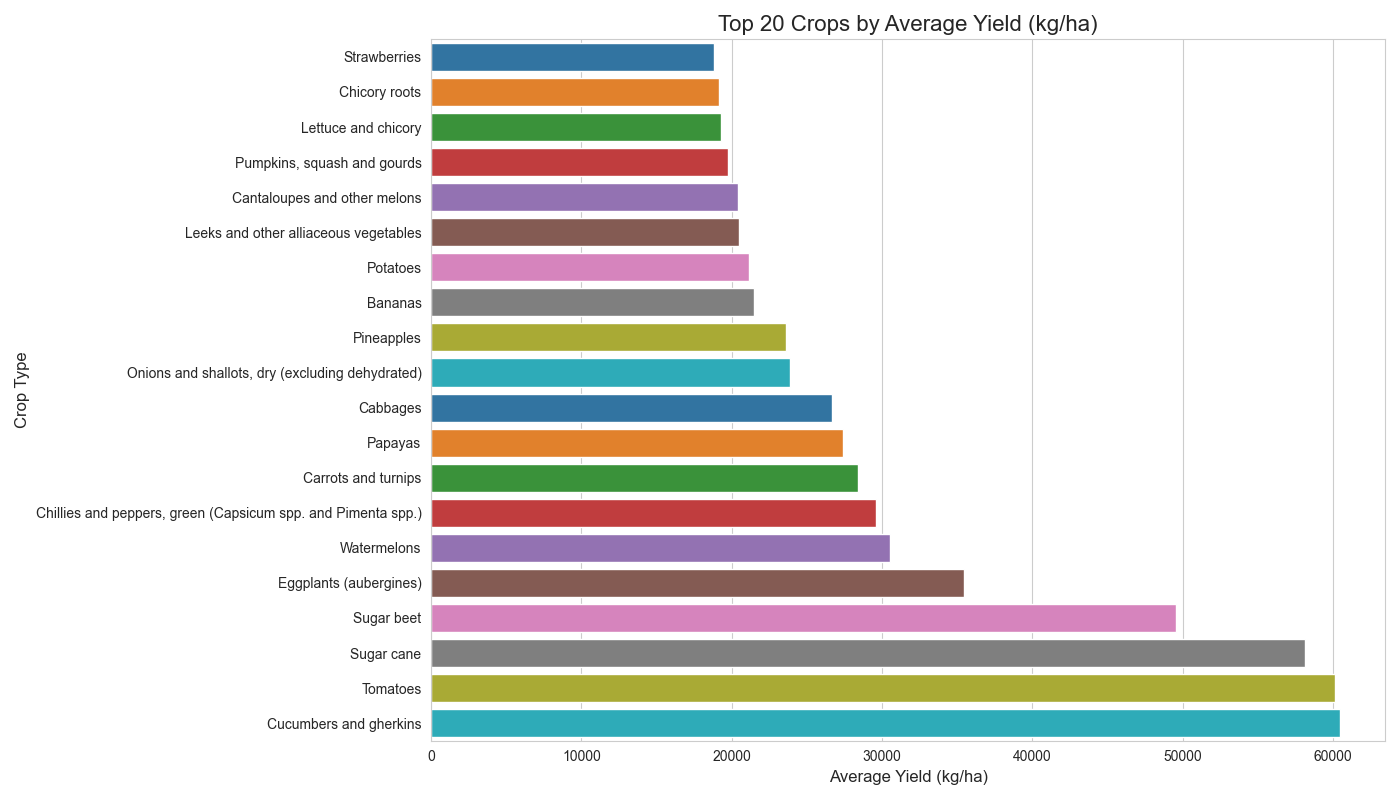 Top 20 Crops by Average Yield (kg/ha)
Crop Type
Strawberries
Chicory roots
Lettuce and chicory
Pumpkins, squash and gourds
Cantaloupes and other melons
Leeks and other alliaceous vegetables
Potatoes
Bananas
Pineapples
Onions and shallots, dry (excluding dehydrated)
Cabbages
Papayas
Carrots and turnips
Chillies and peppers, green (Capsicum spp. and Pimenta spp.)
Watermelons
Eggplants (aubergines)
Sugar beet
Sugar cane
Tomatoes
Cucumbers and gherkins
0 10000 20000 30000 40000 50000 60000
Average Yield (kg/ha)